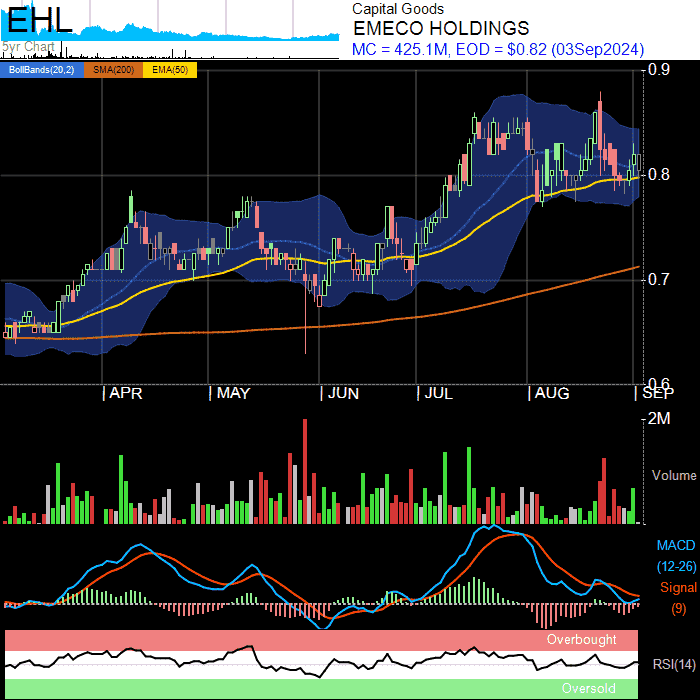 EHL
5yr Chart
Capital Goods
EMECO HOLDINGS
MC = 425.1M, EOD = $0.82 (03Sep2024)
BollBands(20,2) SMA(200) EMA(50)
0.9
0.8
0.7
0.6
APR MAY JUN JUL AUG SEP
2M
Volume
MACD
(12-26)
Signal
(9)
Overbought
RSI(14)
Oversold